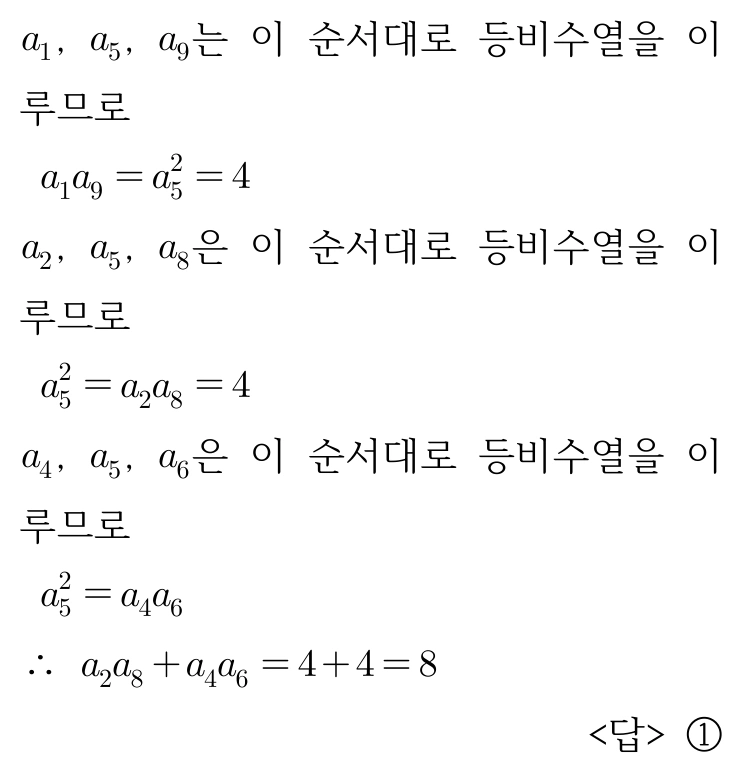 a₁, a₅, a₉는 이 순서대로 등비수열을 이
루므로
a₁a₉ = a₅² = 4
a₂, a₅, a₈은 이 순서대로 등비수열을 이
루므로
a₅² = a₂a₈ = 4
a₄, a₅, a₆은 이 순서대로 등비수열을 이
루므로
a₅² = a₄a₆
∴ a₂a₈ + a₄a₆ = 4 + 4 = 8
<답> ①